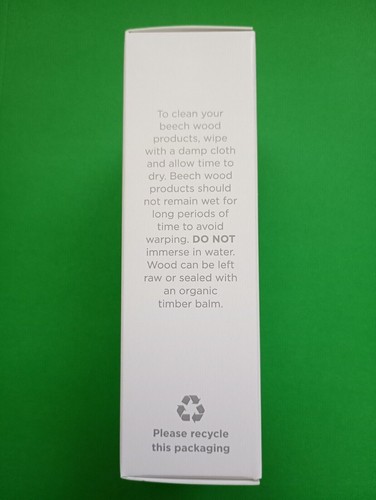 To clean your
beech wood
products, wipe
with a damp cloth
and allow time to
dry. Beech wood
products should
not remain wet for
long periods of
time to avoid
warping. DO NOT
immerse in water.
Wood can be left
raw or sealed with
an organic
timber balm.
Please recycle
this packaging